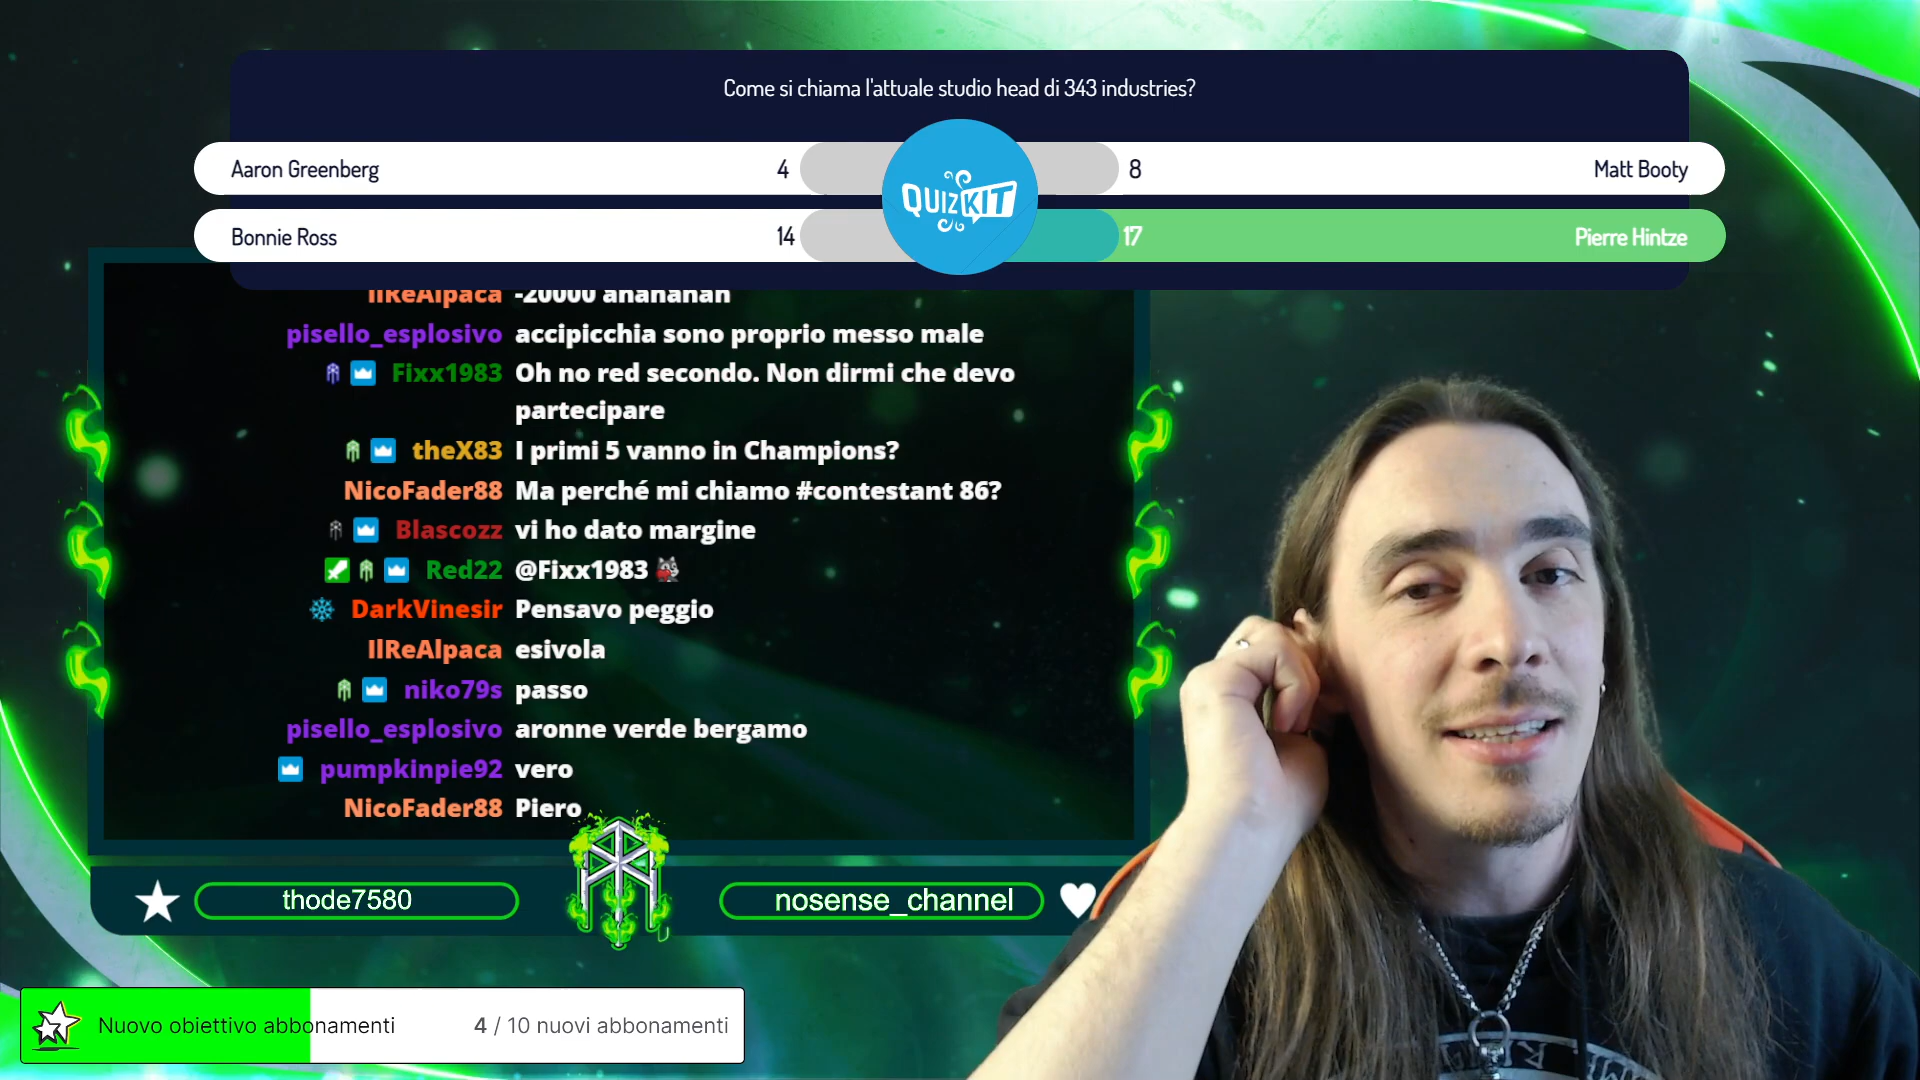 Come si chiama l'attuale studio head di 343 industries?
Aaron Greenberg 4
8 Matt Booty
Bonnie Ross 14
17 Pierre Hintze
QUIZKIT
IlReAlpaca -20000 ahahahah
pisello_esplosivo accipicchia sono proprio messo male
Fixx1983 Oh no red secondo. Non dirmi che devo
partecipare
theX83 I primi 5 vanno in Champions?
NicoFader88 Ma perché mi chiamo #contestant 86?
Blascozz vi ho dato margine
Red22 @Fixx1983
DarkVinesir Pensavo peggio
IlReAlpaca esivola
niko79s passo
pisello_esplosivo aronne verde bergamo
pumpkinpie92 vero
NicoFader88 Piero
thode7580
nosense_channel
Nuovo obiettivo abbonamenti 4 / 10 nuovi abbonamenti